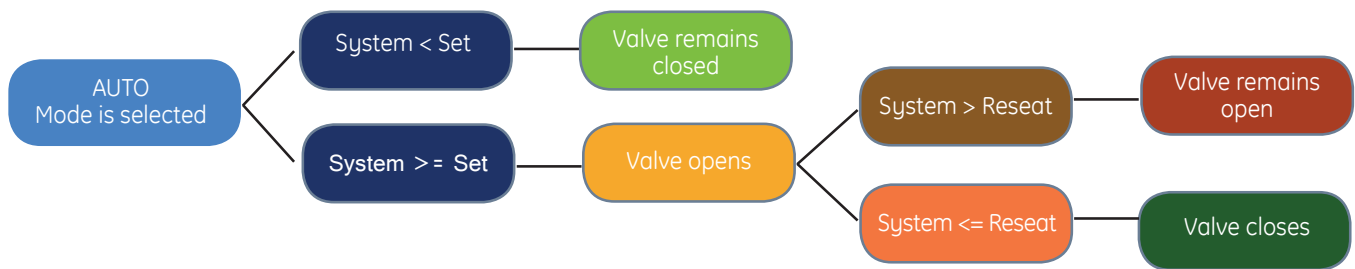 AUTO
Mode is selected
System < Set
Valve remains
closed
System >= Set
Valve opens
System > Reseat
Valve remains
open
System <= Reseat
Valve closes